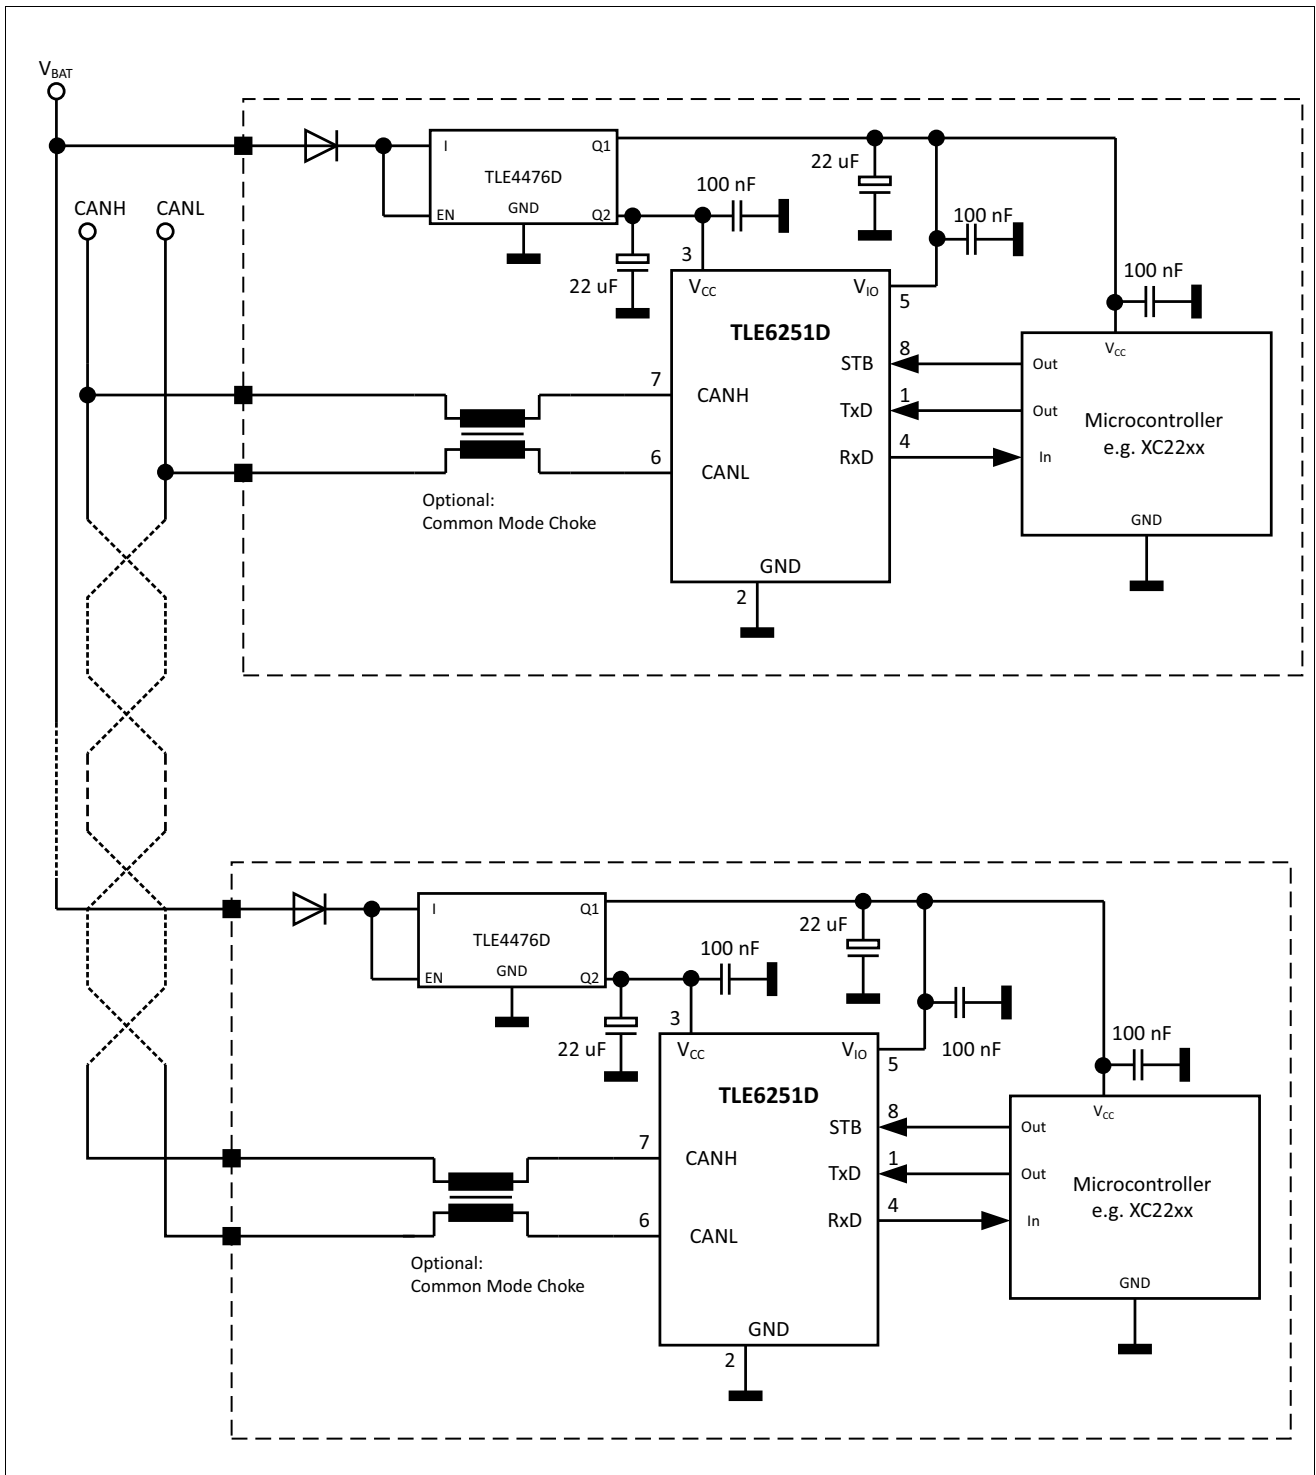 VBAT
CANH CANL
I Q1
TLE4476D
EN GND Q2
22 uF
100 nF
22 uF
100 nF
100 nF
3
VCC VIO
5
TLE6251D
8
STB
7
CANH
1
TxD
4
RxD
6
CANL
GND
2
VCC
Out
Out
Microcontroller
e.g. XC22xx
In
GND
Optional:
Common Mode Choke
I Q1
TLE4476D
EN GND Q2
22 uF
100 nF
22 uF
100 nF
100 nF
3
VCC VIO
5
TLE6251D
8
STB
7
CANH
1
TxD
4
RxD
6
CANL
GND
2
VCC
Out
Out
Microcontroller
e.g. XC22xx
In
GND
Optional:
Common Mode Choke